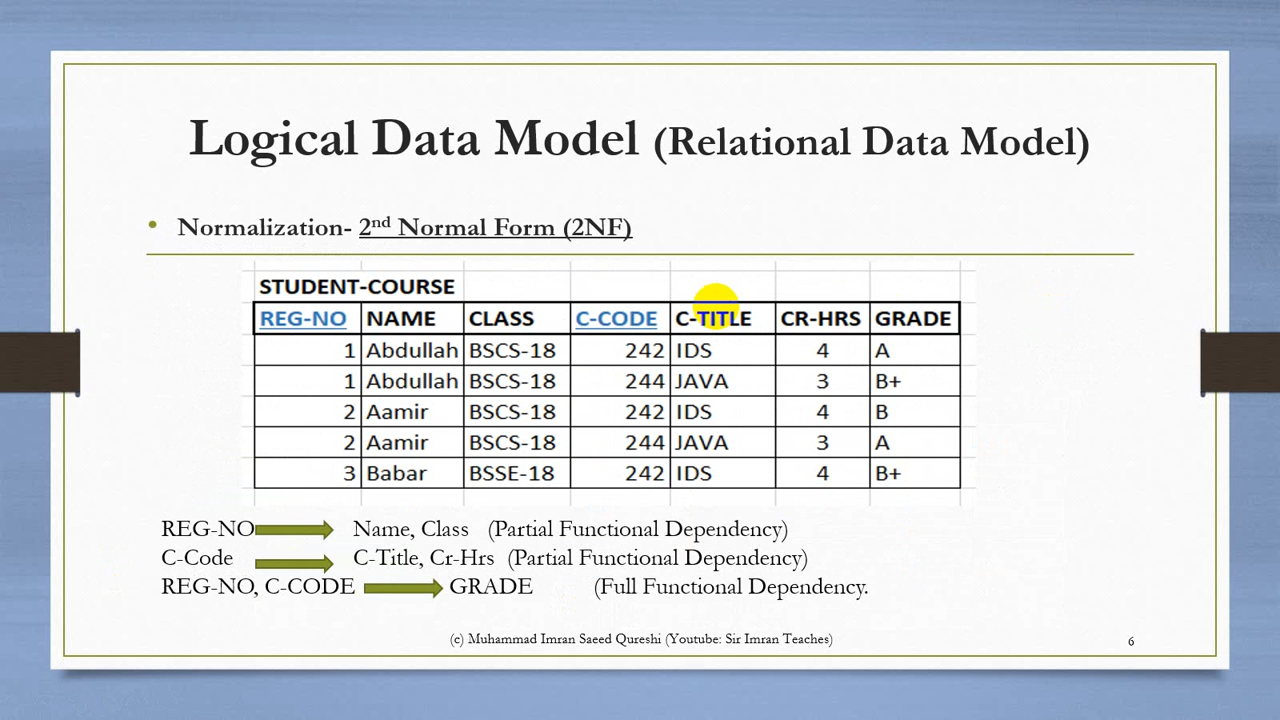 Logical Data Model (Relational Data Model)
• Normalization- 2nd Normal Form (2NF)
STUDENT-COURSE
REG-NO NAME CLASS C-CODE C-TITLE CR-HRS GRADE
1 Abdullah BSCS-18 242 IDS 4 A
1 Abdullah BSCS-18 244 JAVA 3 B+
2 Aamir BSCS-18 242 IDS 4 B
2 Aamir BSCS-18 244 JAVA 3 A
3 Babar BSSE-18 242 IDS 4 B+
REG-NO Name, Class (Partial Functional Dependency)
C-Code C-Title, Cr-Hrs (Partial Functional Dependency)
REG-NO, C-CODE GRADE (Full Functional Dependency.
(c) Muhammad Imran Saeed Qureshi (Youtube: Sir Imran Teaches)
6